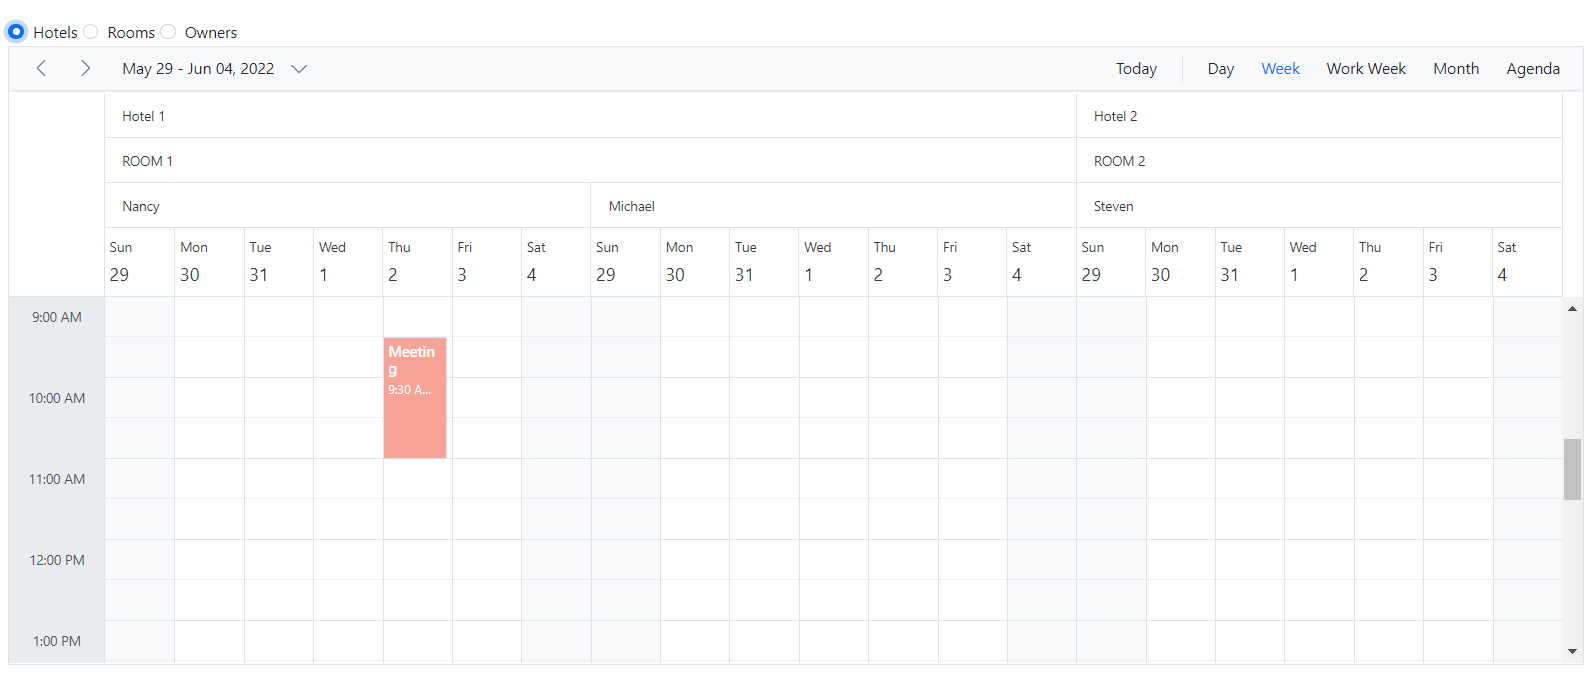 Hotels Rooms Owners
May 29 - Jun 04, 2022 Today Day Week Work Week Month Agenda
Hotel 1 Hotel 2
ROOM 1 ROOM 2
Nancy Michael Steven
Sun Mon Tue Wed Thu Fri Sat Sun Mon Tue Wed Thu Fri Sat Sun Mon Tue Wed Thu Fri Sat
29 30 31 1 2 3 4 29 30 31 1 2 3 4 29 30 31 1 2 3 4
9:00 AM
Meetin
g
9:30 A...
10:00 AM
11:00 AM
12:00 PM
1:00 PM